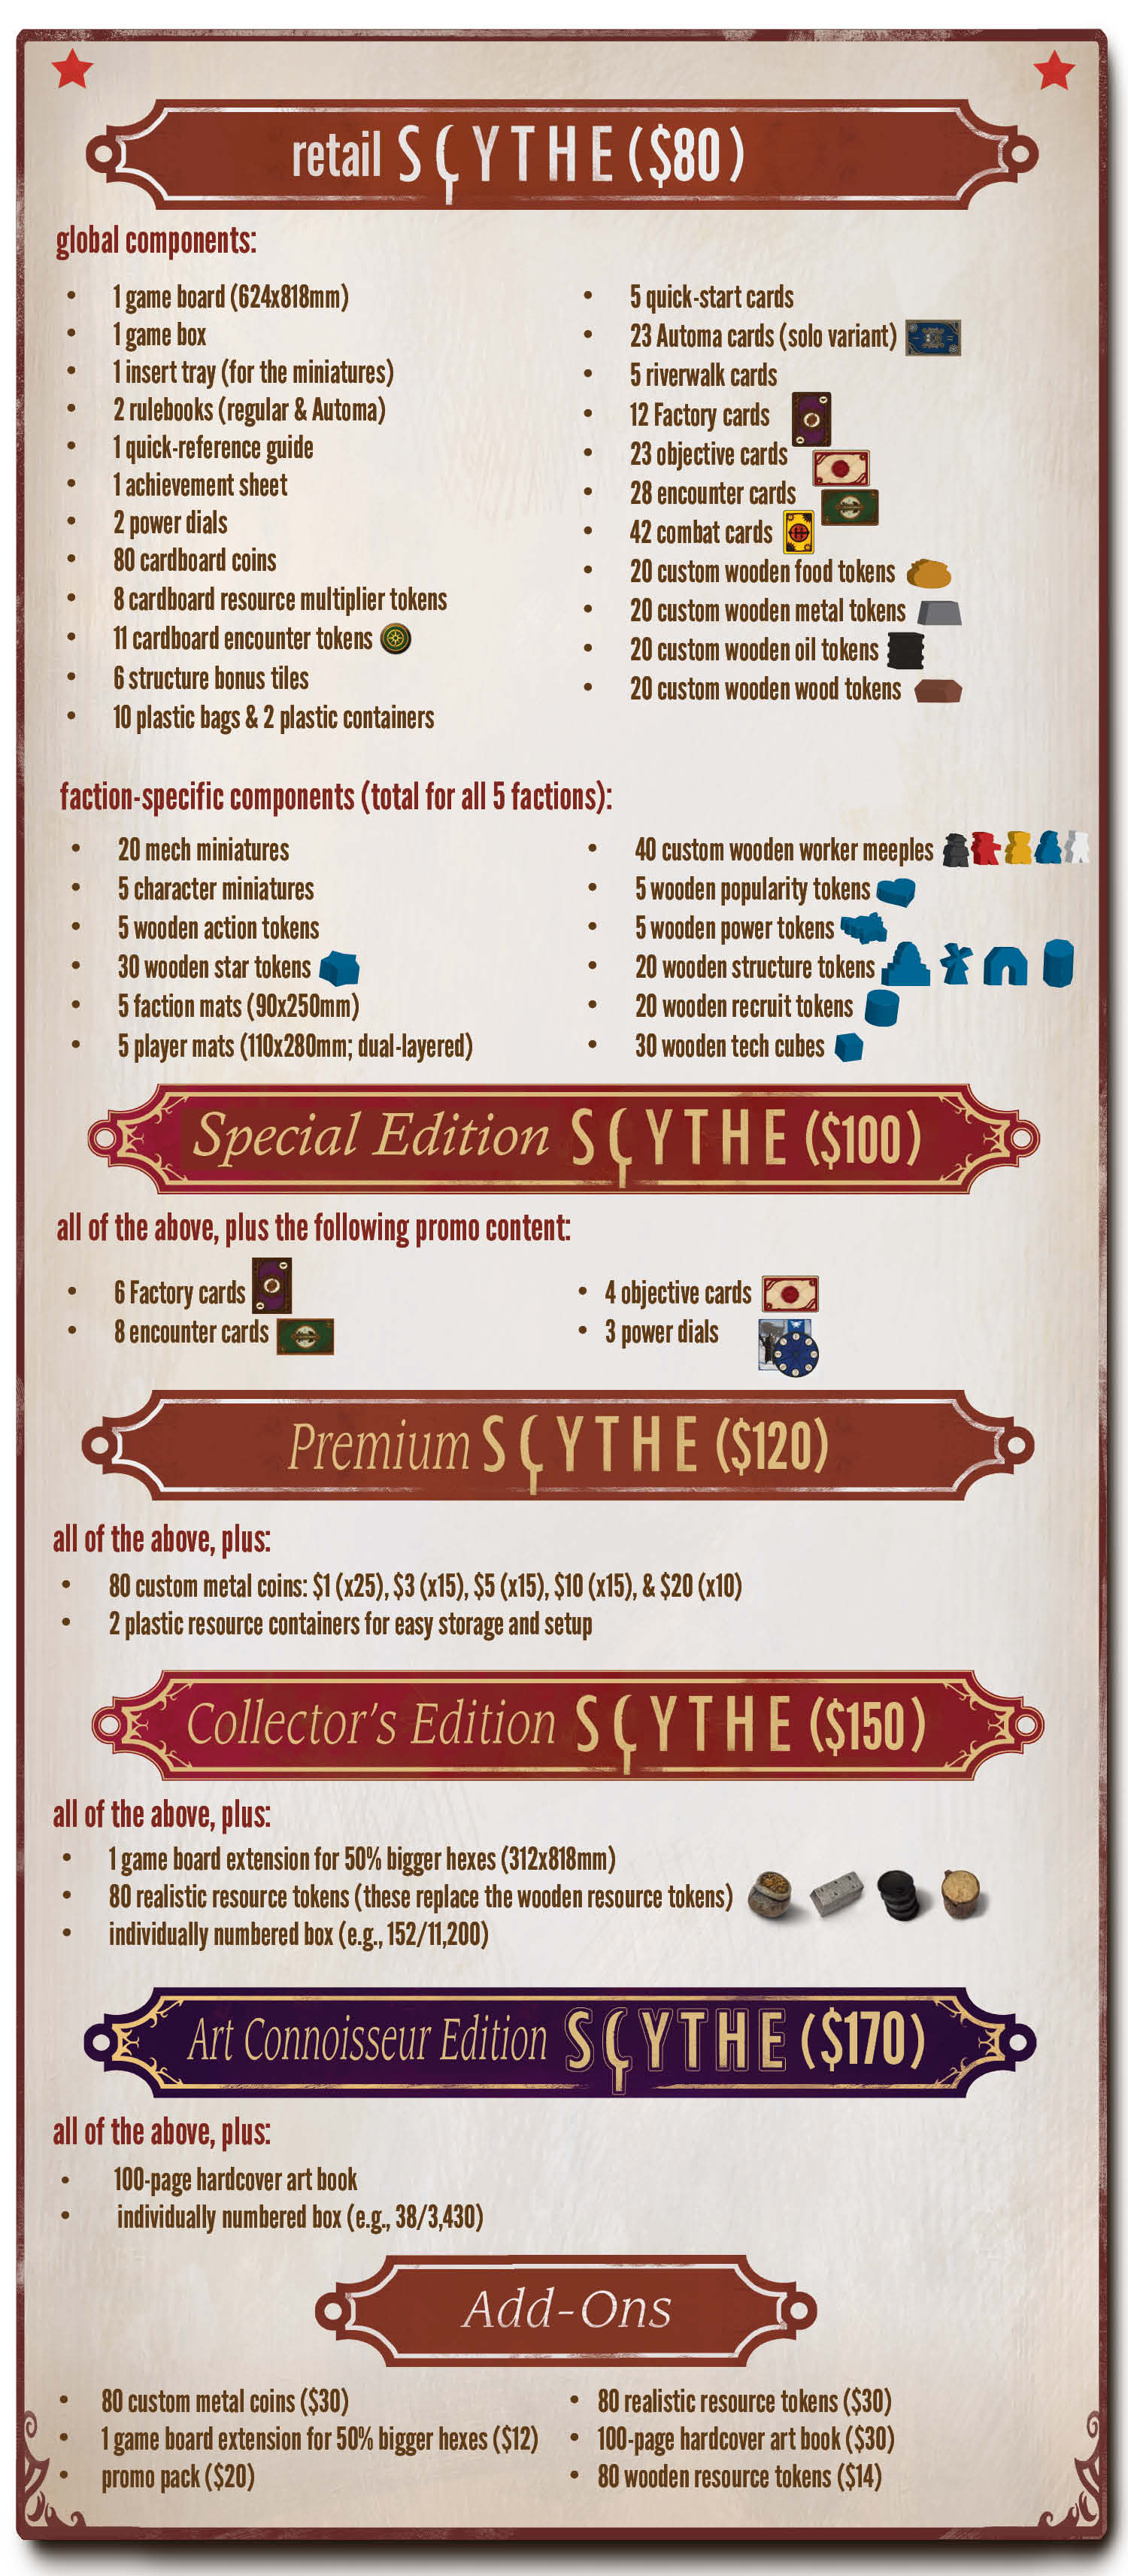 retail SCYTHE ($80)
global components:
• 1 game board (624x818mm)
• 1 game box
• 1 insert tray (for the miniatures)
• 2 rulebooks (regular & Automa)
• 1 quick-reference guide
• 1 achievement sheet
• 2 power dials
• 80 cardboard coins
• 8 cardboard resource multiplier tokens
• 11 cardboard encounter tokens
• 6 structure bonus tiles
• 10 plastic bags & 2 plastic containers
• 5 quick-start cards
• 23 Automa cards (solo variant)
• 5 riverwalk cards
• 12 Factory cards
• 23 objective cards
• 28 encounter cards
• 42 combat cards
• 20 custom wooden food tokens
• 20 custom wooden metal tokens
• 20 custom wooden oil tokens
• 20 custom wooden wood tokens
faction-specific components (total for all 5 factions):
• 20 mech miniatures
• 5 character miniatures
• 5 wooden action tokens
• 30 wooden star tokens
• 5 faction mats (90x250mm)
• 5 player mats (110x280mm; dual-layered)
• 40 custom wooden worker meeples
• 5 wooden popularity tokens
• 5 wooden power tokens
• 20 wooden structure tokens
• 20 wooden recruit tokens
• 30 wooden tech cubes
Special Edition SCYTHE ($100)
all of the above, plus the following promo content:
• 6 Factory cards
• 8 encounter cards
• 4 objective cards
• 3 power dials
Premium SCYTHE ($120)
all of the above, plus:
• 80 custom metal coins: $1 (x25), $3 (x15), $5 (x15), $10 (x15), & $20 (x10)
• 2 plastic resource containers for easy storage and setup
Collector's Edition SCYTHE ($150)
all of the above, plus:
• 1 game board extension for 50% bigger hexes (312x818mm)
• 80 realistic resource tokens (these replace the wooden resource tokens)
• individually numbered box (e.g., 152/11,200)
Art Connoisseur Edition SCYTHE ($170)
all of the above, plus:
• 100-page hardcover art book
• individually numbered box (e.g., 38/3,430)
Add-Ons
• 80 custom metal coins ($30)
• 1 game board extension for 50% bigger hexes ($12)
• promo pack ($20)
• 80 realistic resource tokens ($30)
• 100-page hardcover art book ($30)
• 80 wooden resource tokens ($14)